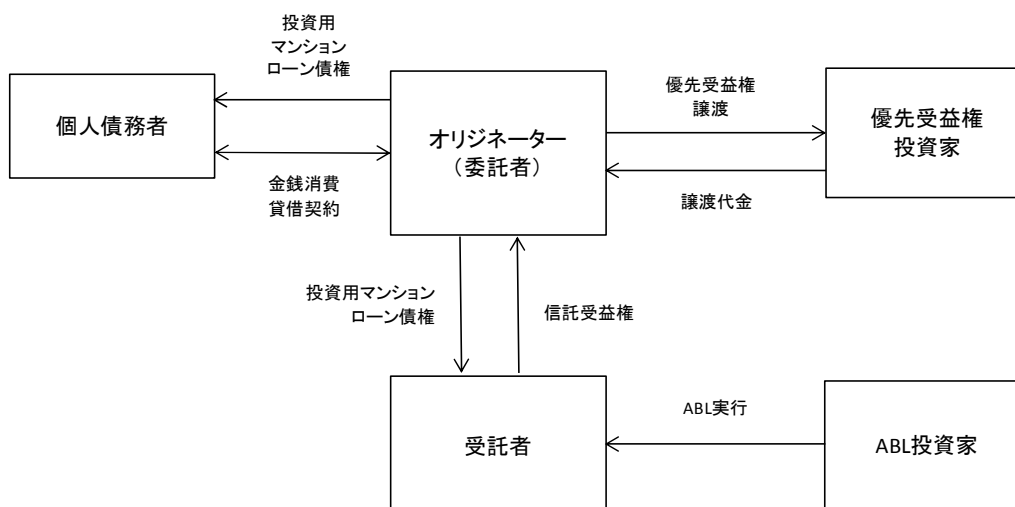 投資用
マンション
ローン債権
個人債務者
金銭消費
貸借契約
オリジネーター
（委託者）
優先受益権
譲渡
譲渡代金
優先受益権
投資家
投資用マンション
ローン債権
信託受益権
受託者
ABL実行
ABL投資家